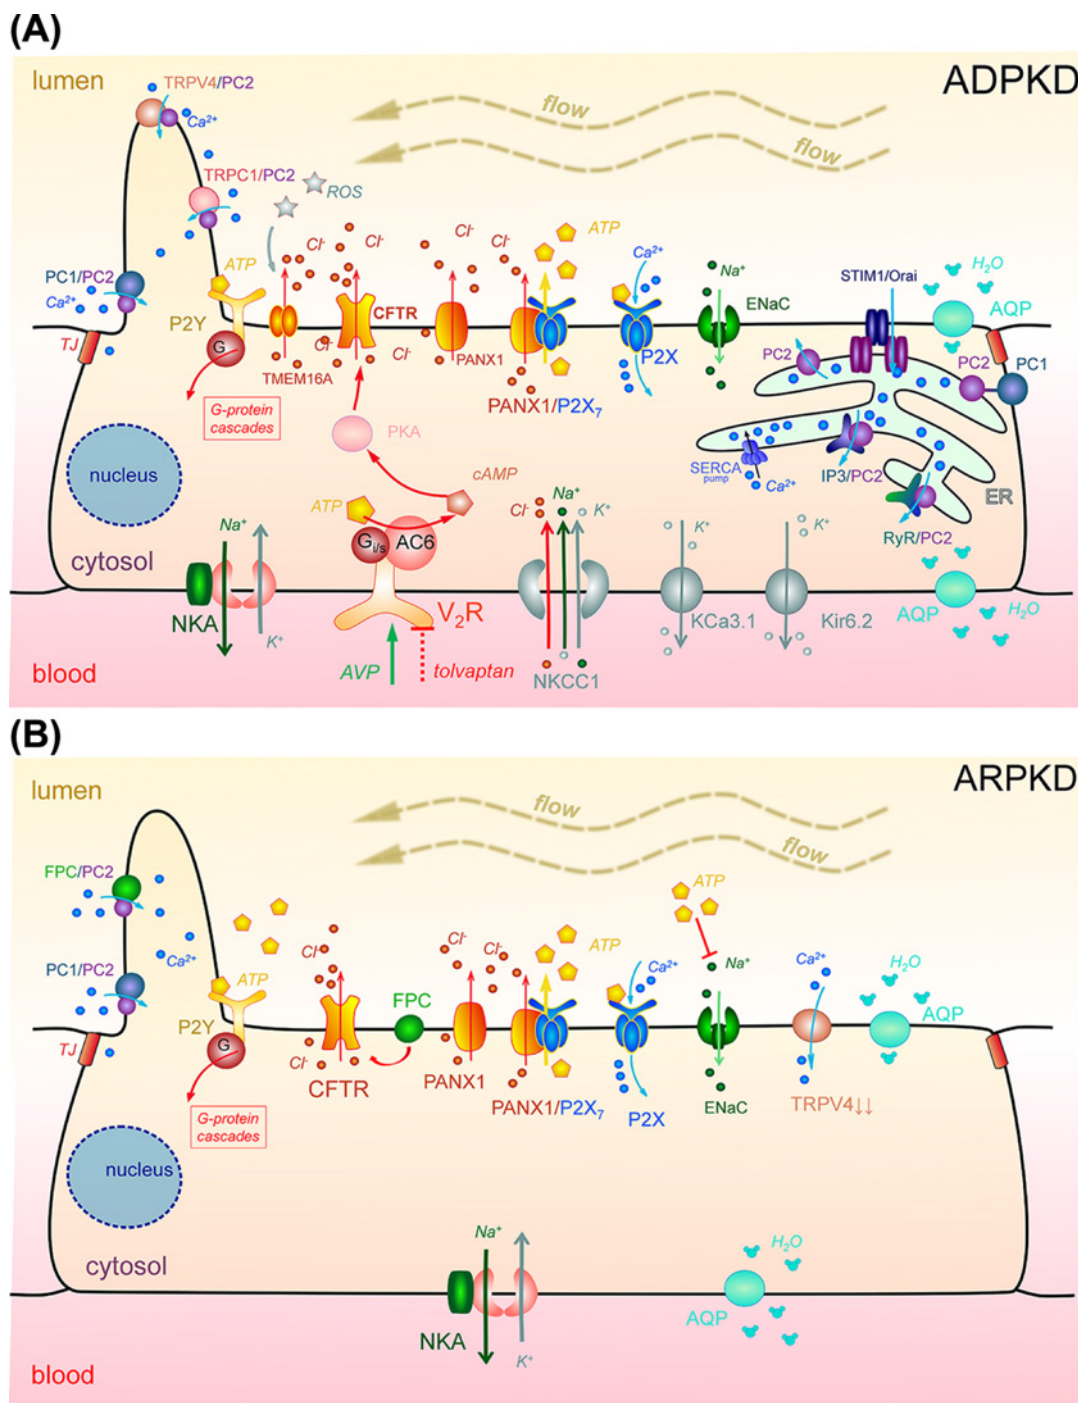 (A)
lumen
ADPKD
TRPV4/PC2
Ca²⁺
flow
flow
TRPC1/PC2
ROS
Cl⁻
Cl⁻
Cl⁻
Cl⁻
ATP
Ca²⁺
Na⁺
H₂O
PC1/PC2
Ca²⁺
ATP
STIM1/Orai
ENaC
AQP
P2Y
CFTR
TJ
G
Cl⁻
Cl⁻
PANX1
P2X
PC2
PC2
PC1
TMEM16A
PANX1/P2X₇
G-protein
cascades
PKA
nucleus
SERCA
pump
Ca²⁺
IP3/PC2
ER
cAMP
ATP
Na⁺
Cl⁻
Na⁺
K⁺
K⁺
K⁺
Gi/s
AC6
RyR/PC2
cytosol
NKA
K⁺
V₂R
KCa3.1
Kir6.2
AQP
H₂O
AVP
tolvaptan
NKCC1
blood
(B)
lumen
ARPKD
flow
flow
FPC/PC2
ATP
Ca²⁺
Cl⁻
Cl⁻
Cl⁻
ATP
Ca²⁺
Na⁺
Ca²⁺
H₂O
PC1/PC2
ATP
FPC
AQP
P2Y
TJ
G
Cl⁻
CFTR
PANX1
PANX1/P2X₇
P2X
ENaC
TRPV4↓↓
G-protein
cascades
nucleus
Na⁺
H₂O
cytosol
NKA
K⁺
AQP
blood